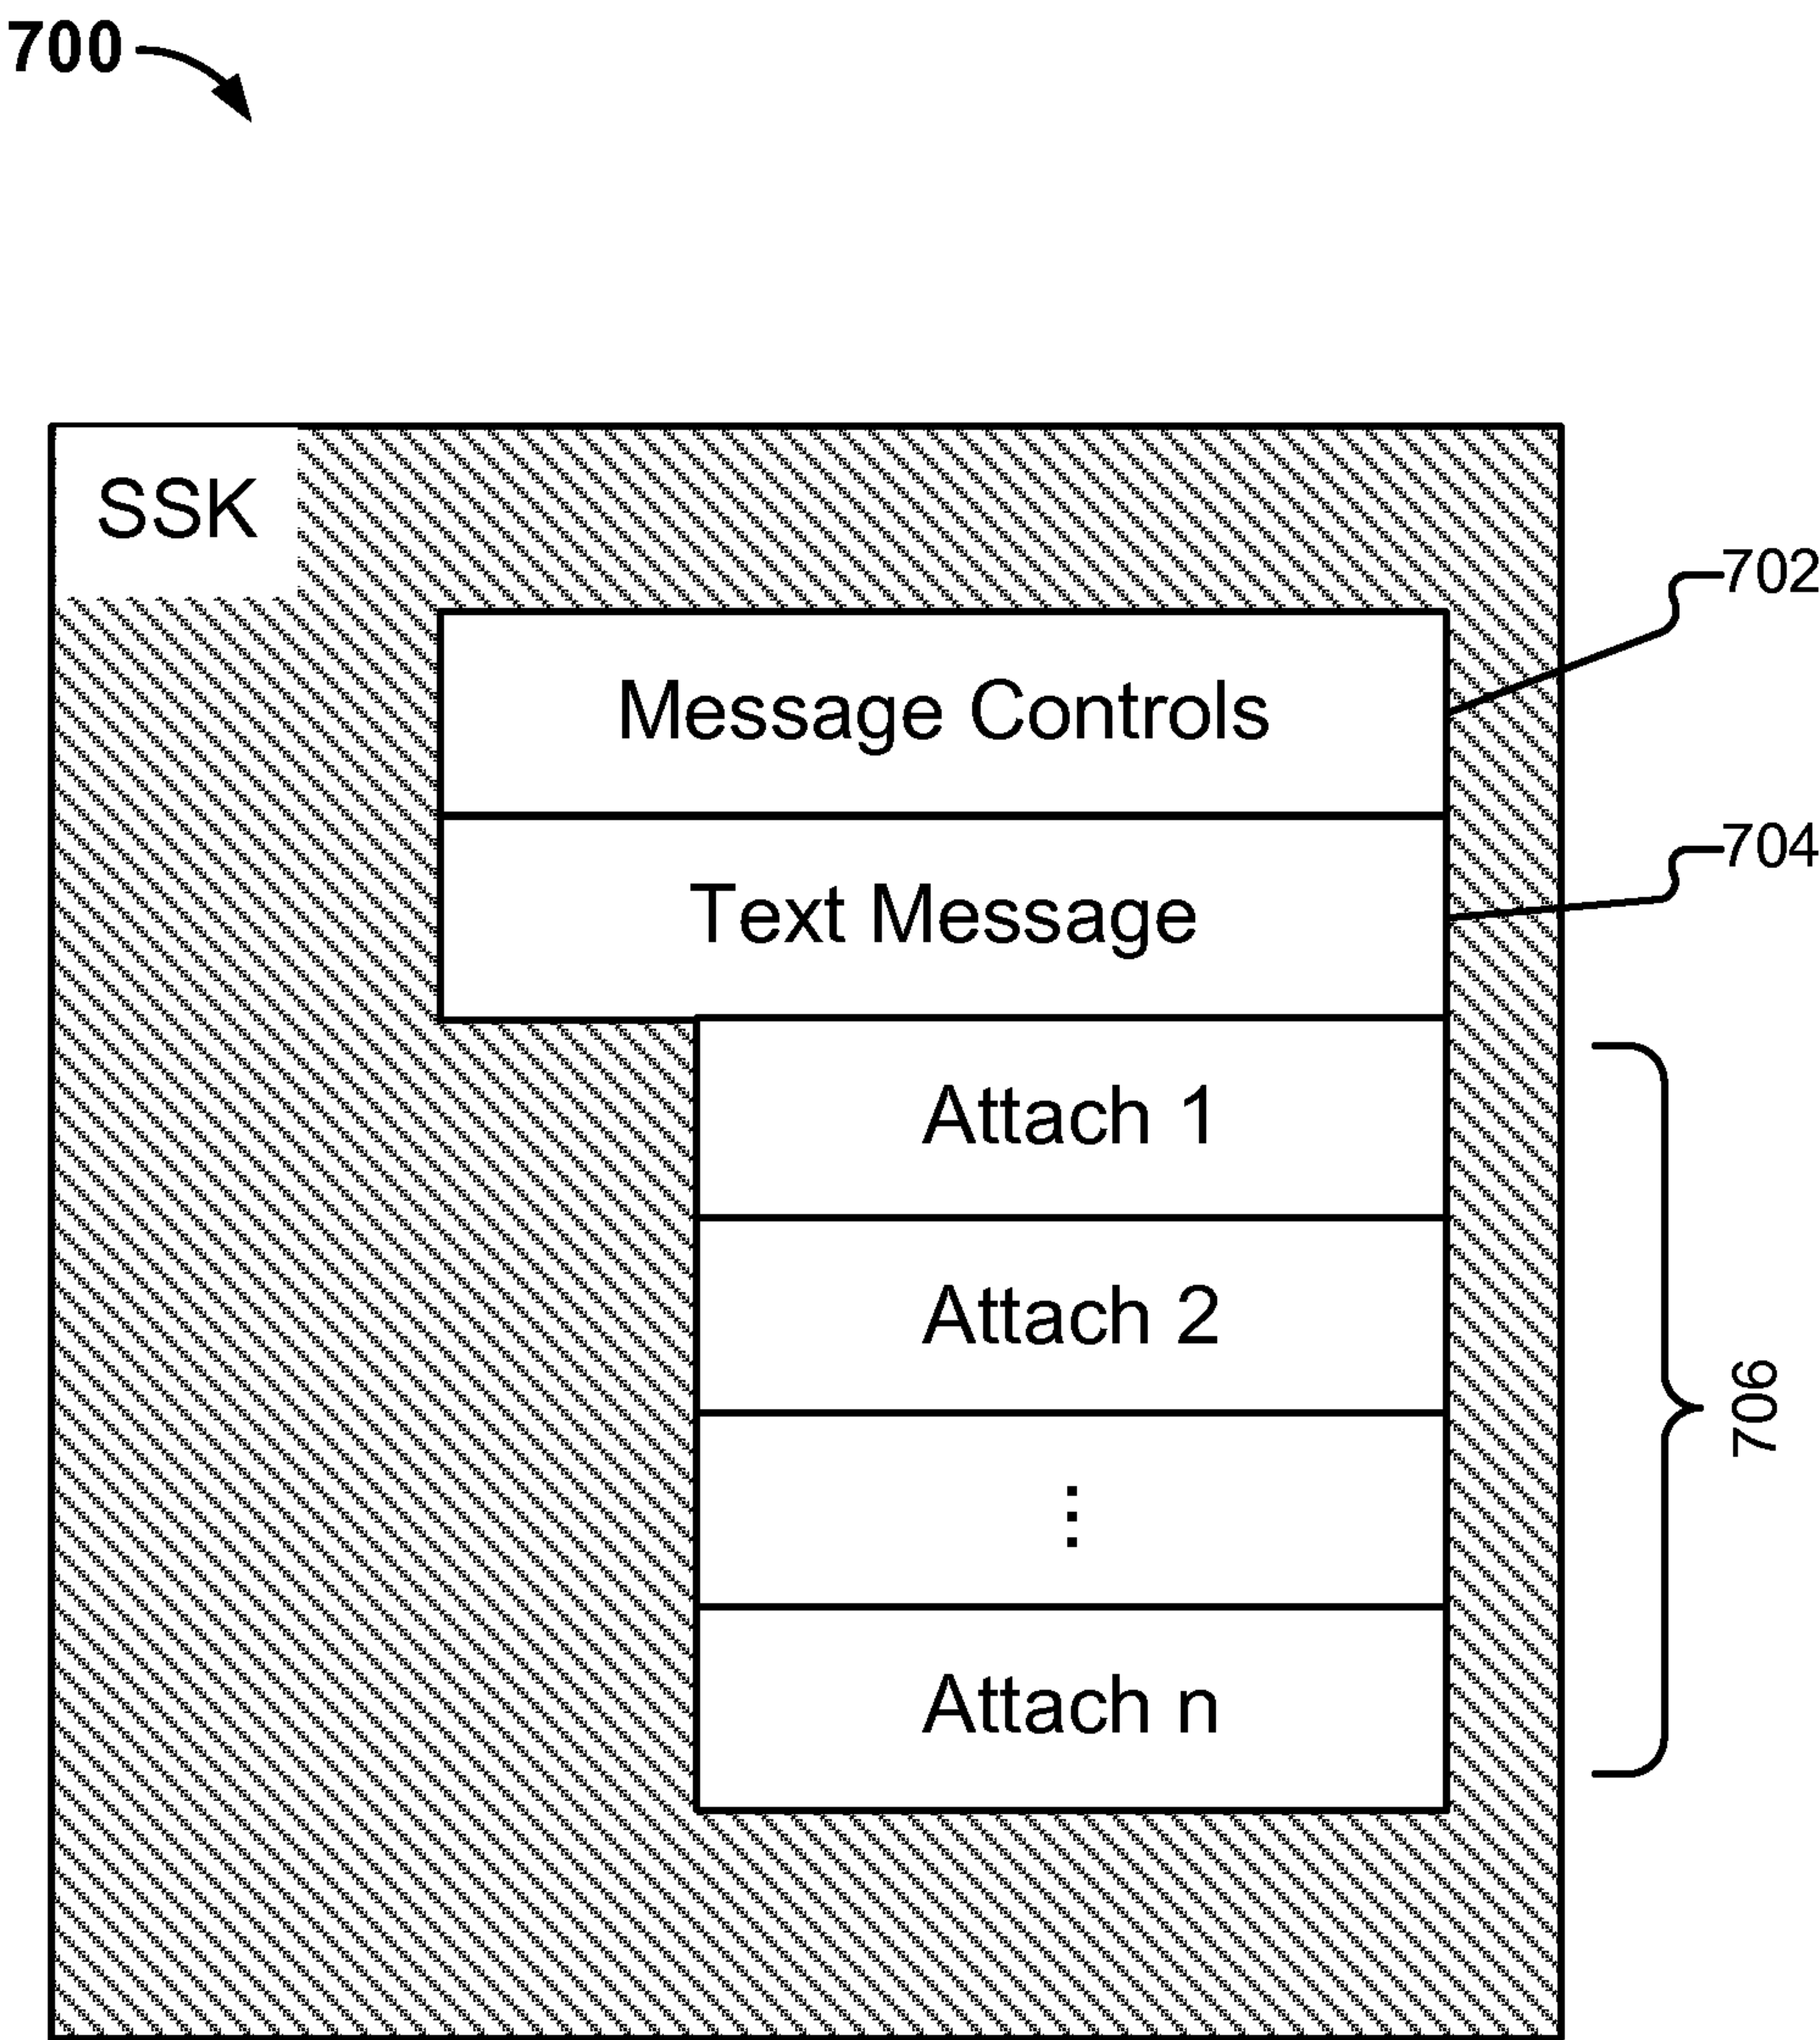 700
SSK
702
Message Controls
704
Text Message
Attach 1
Attach 2
706
⋮
Attach n